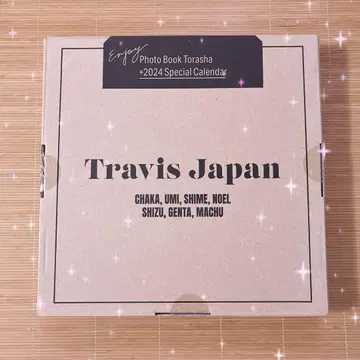 Enjoy
Photo Book Torasha
+2024 Special Calendar
Travis Japan
CHAKA, UMI, SHIME, NOEL
SHIZU, GENTA, MACHU